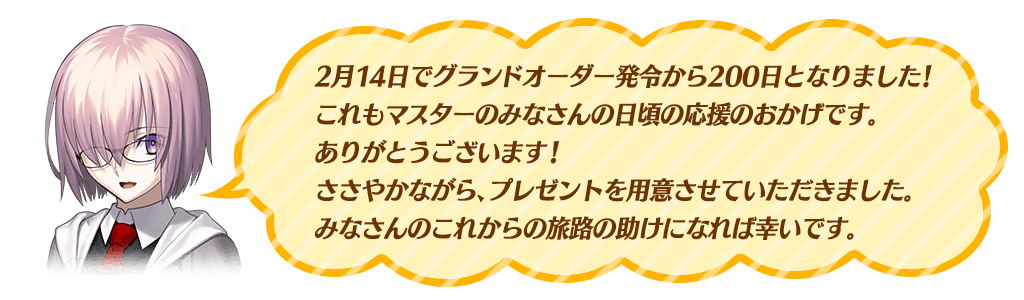 2月14日でグランドオーダー発令から200日となりました!
これもマスターのみなさんの日頃の応援のおかげです。
ありがとうございます!
ささやかながら、プレゼントを用意させていただきました。
みなさんのこれからの旅路の助けになれば幸いです。